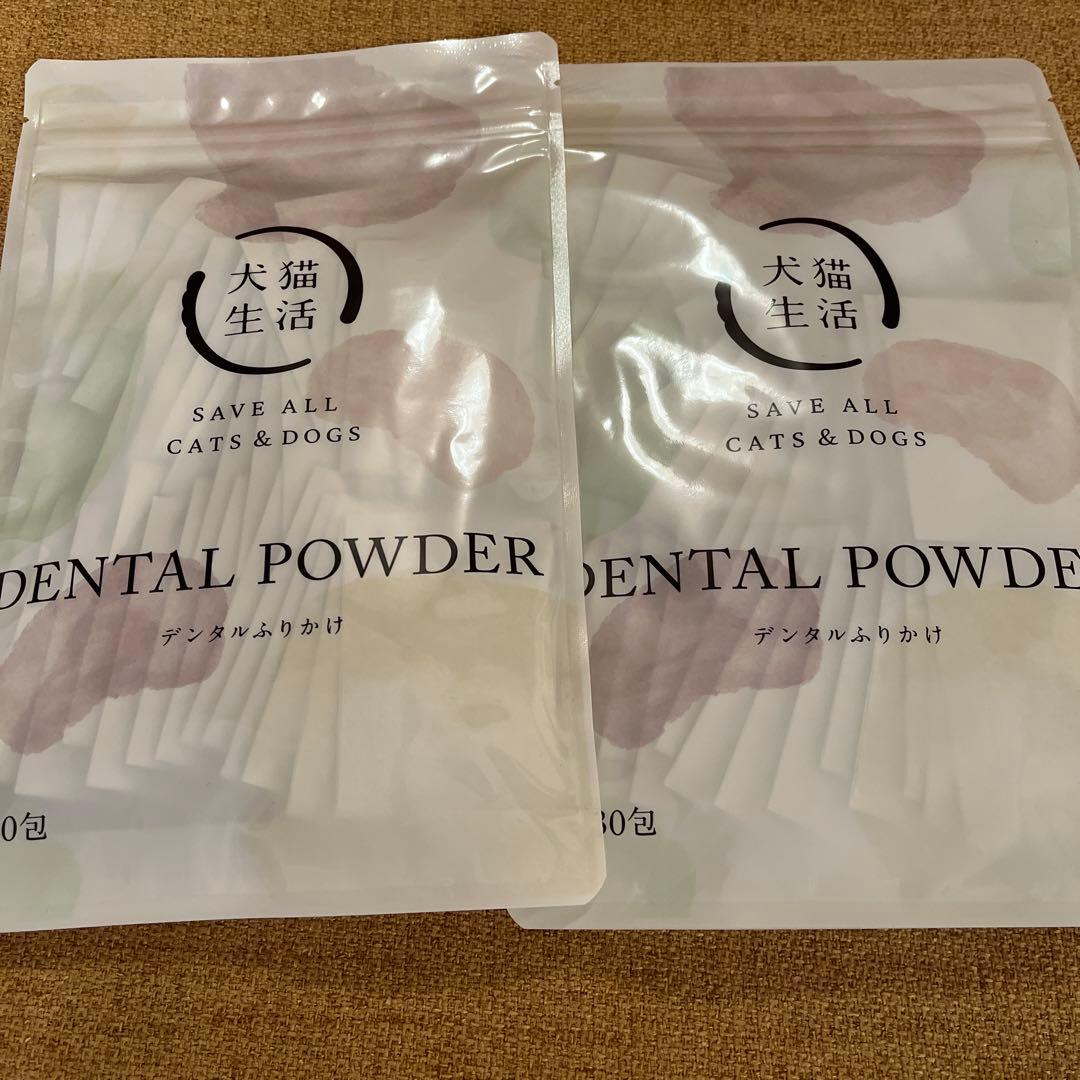 犬猫
生活
SAVE ALL
CATS & DOGS
DENTAL POWDER
デンタルふりかけ
0包
犬猫
生活
SAVE ALL
CATS & DOGS
DENTAL POWDE
デンタルふりかけ
30包